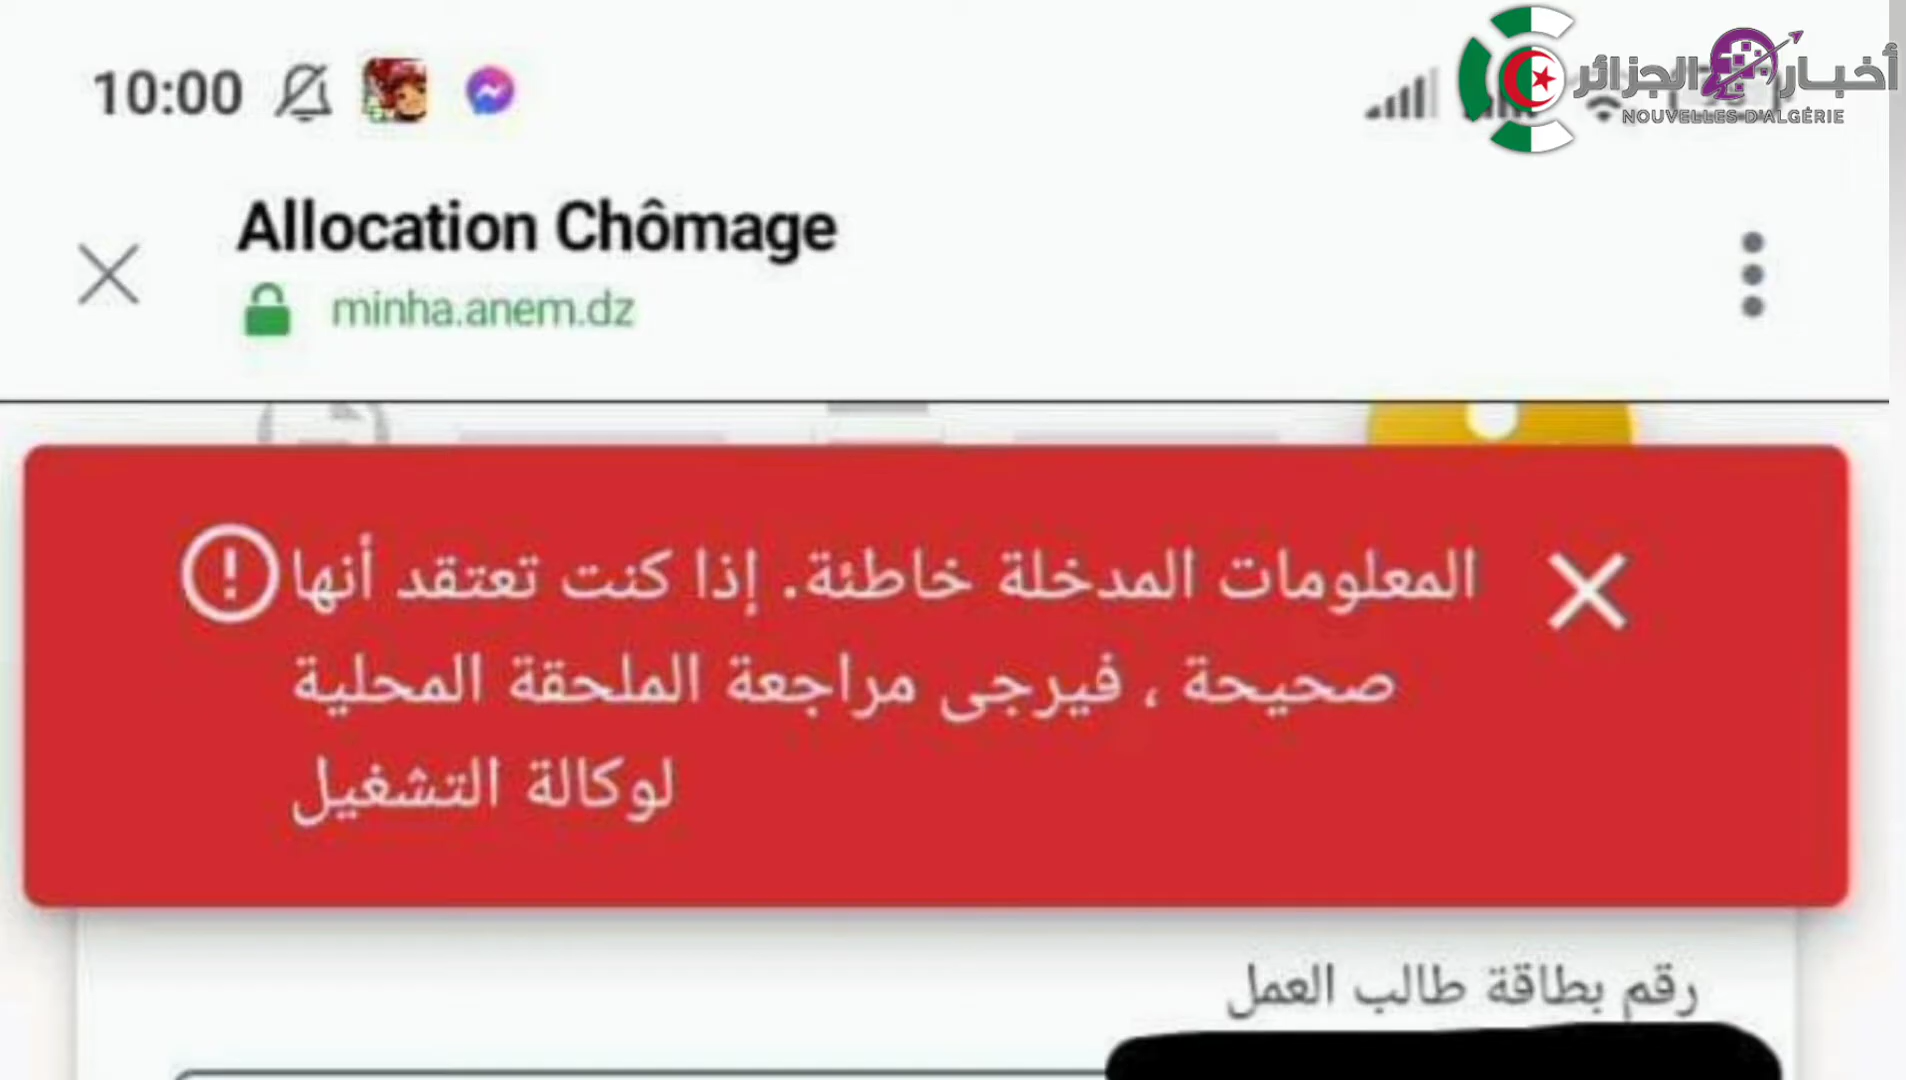 10:00
أخبار الجزائر
NOUVELLES D'ALGÉRIE
Allocation Chômage
minha.anem.dz
المعلومات المدخلة خاطئة. إذا كنت تعتقد أنها
صحيحة ، فيرجى مراجعة الملحقة المحلية
لوكالة التشغيل
رقم بطاقة طالب العمل